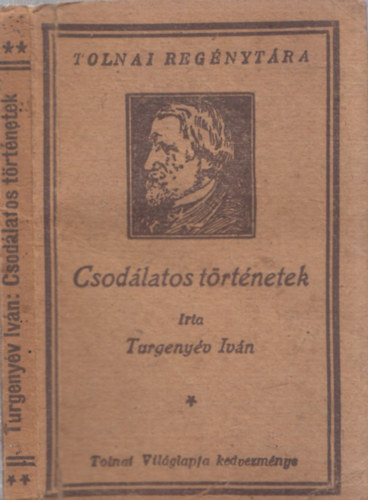 Turgenyév Iván: Csodálatos történetek
TOLNAI REGÉNYTÁRA
Csodálatos történetek
Irta
Turgenyév Iván
Tolnai Világlapja kedvezménye